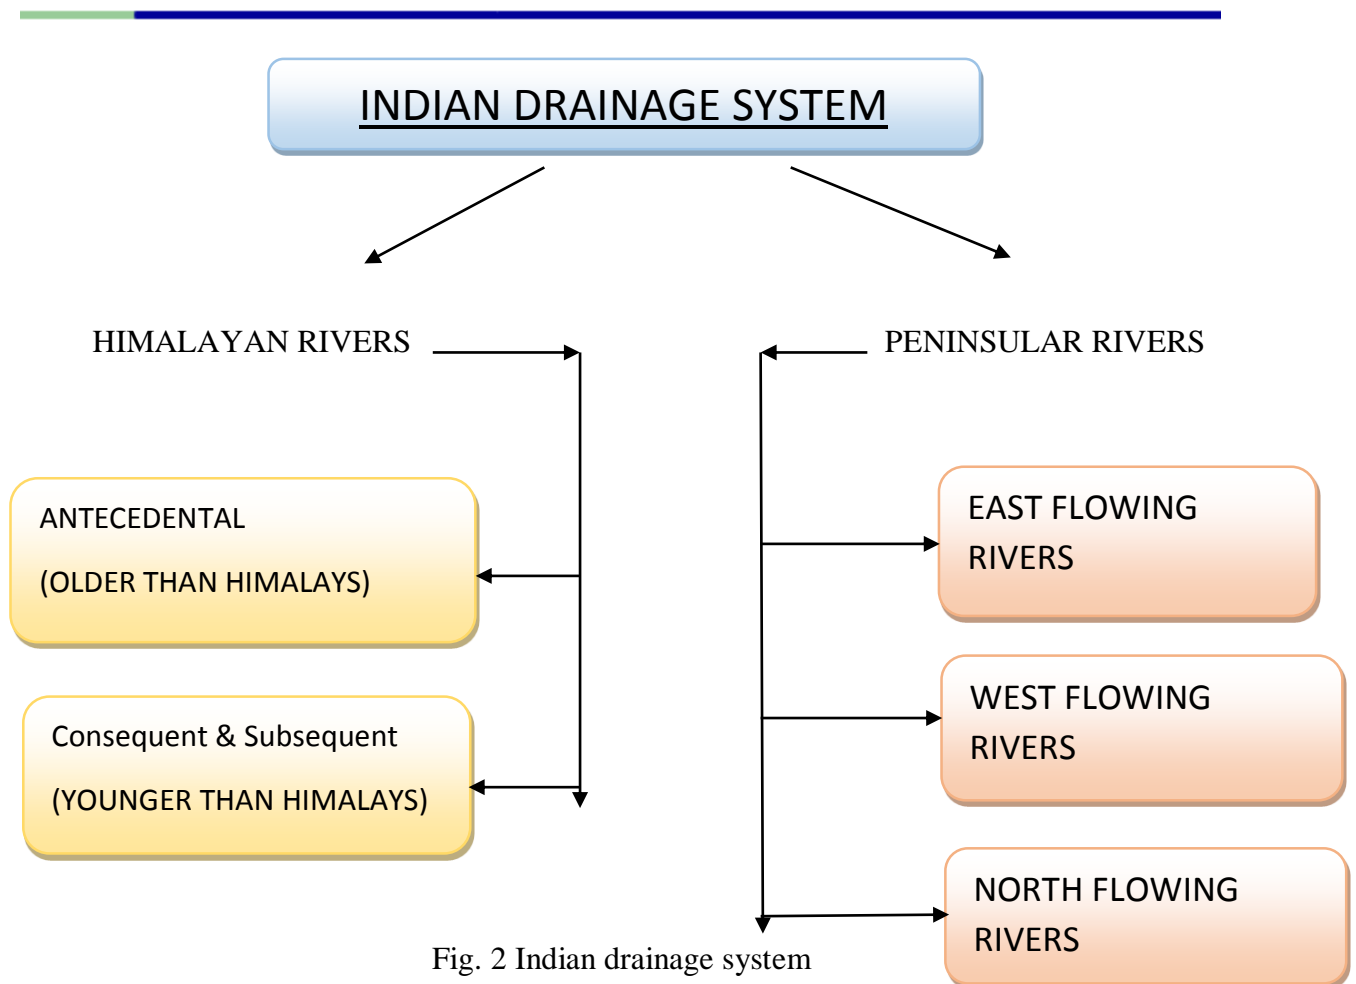 INDIAN DRAINAGE SYSTEM
HIMALAYAN RIVERS
PENINSULAR RIVERS
ANTECEDENTAL
(OLDER THAN HIMALAYS)
Consequent & Subsequent
(YOUNGER THAN HIMALAYS)
EAST FLOWING
RIVERS
WEST FLOWING
RIVERS
NORTH FLOWING
RIVERS
Fig. 2 Indian drainage system